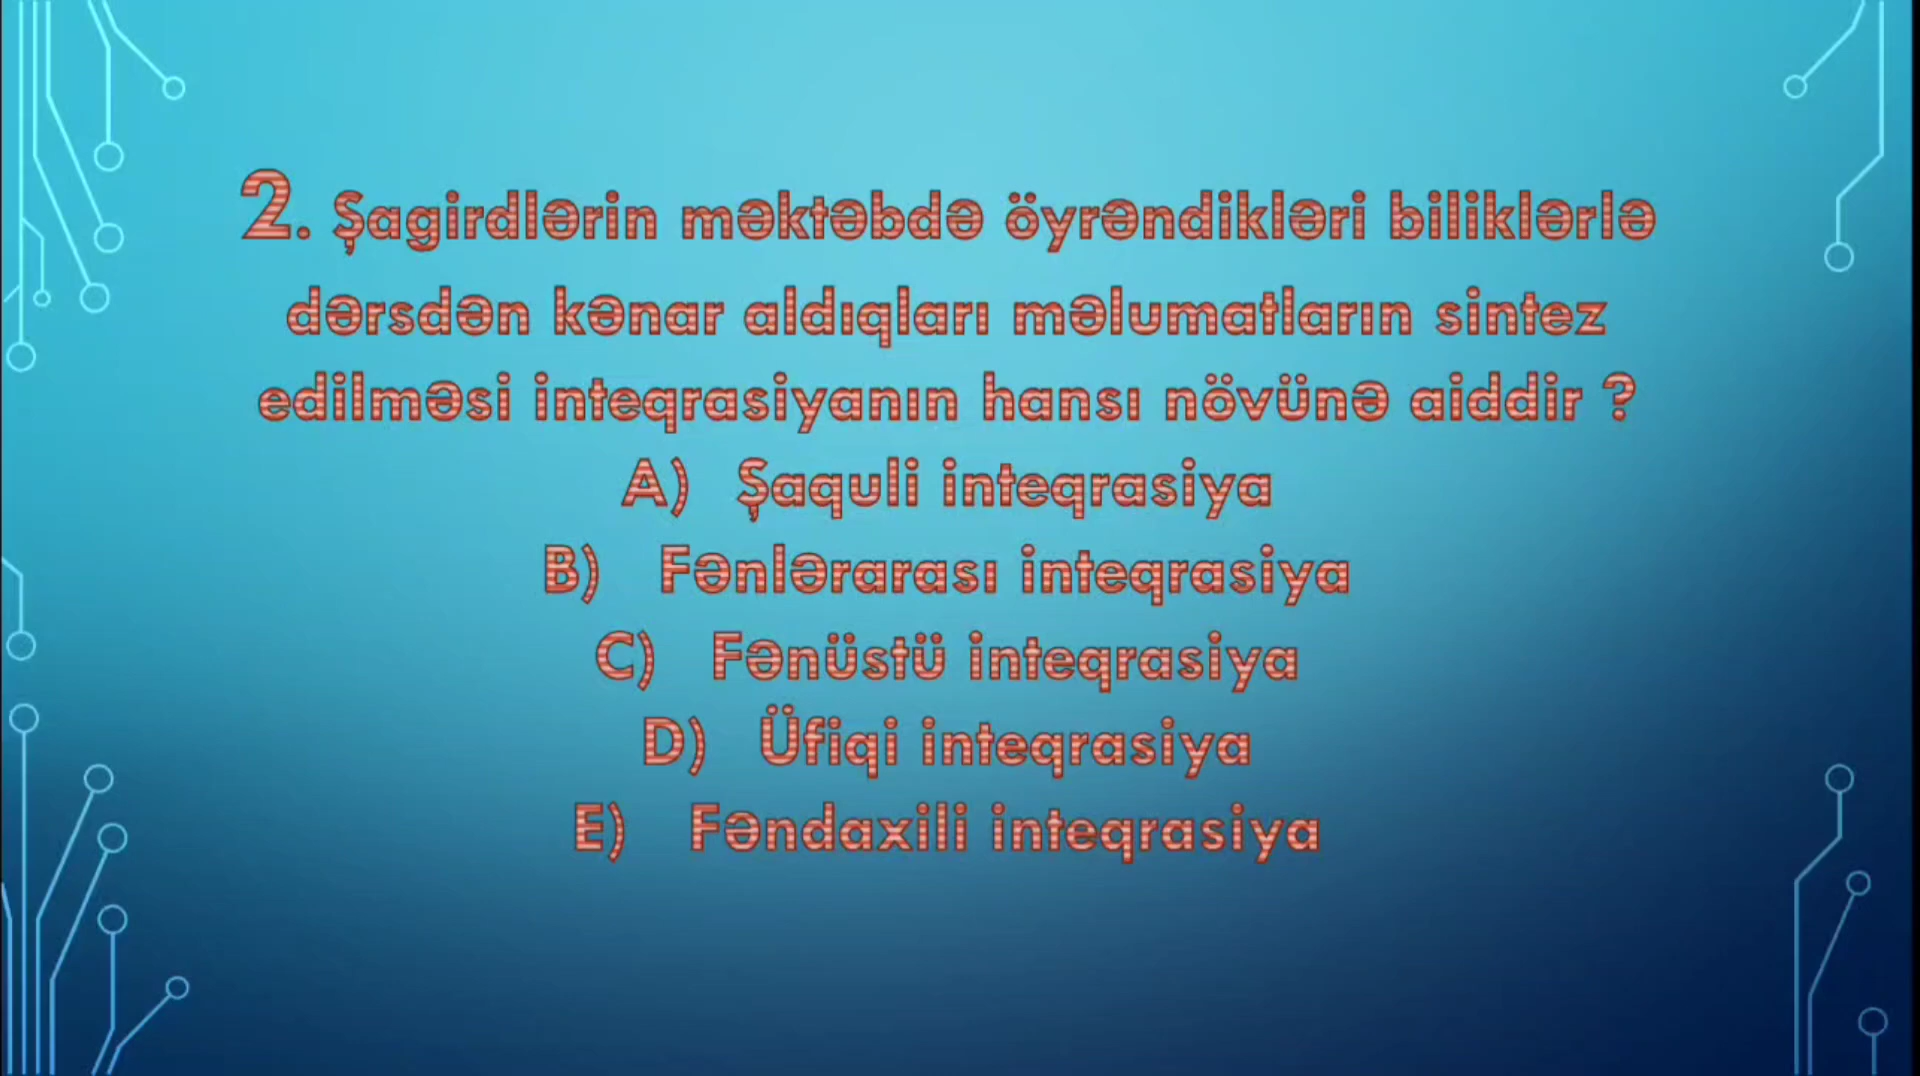 2. Şagirdlərin məktəbdə öyrəndikləri biliklərlə
dərsdən kənar aldıqları məlumatların sintez
edilməsi inteqrasiyanın hansı növünə aiddir ?
A) Şaquli inteqrasiya
B) Fənlərarası inteqrasiya
C) Fənüstü inteqrasiya
D) Üfiqi inteqrasiya
E) Fəndaxili inteqrasiya